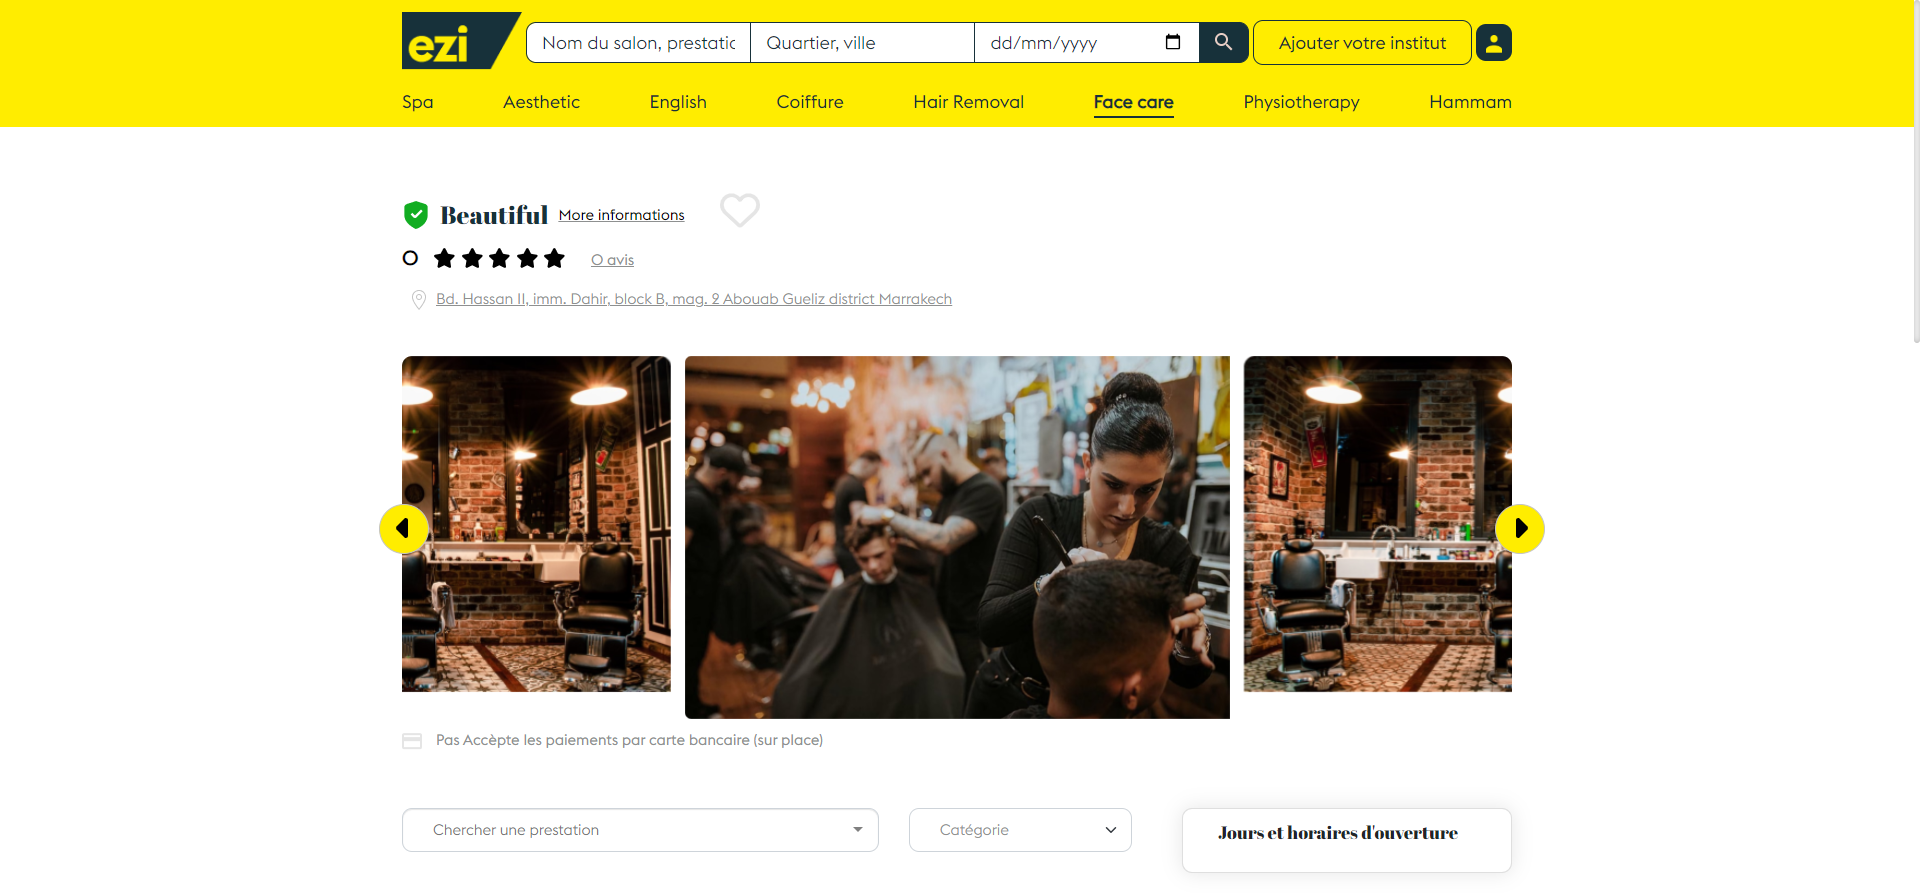 ezi
Nom du salon, prestatic
Quartier, ville
dd/mm/yyyy
Ajouter votre institut
Spa
Aesthetic
English
Coiffure
Hair Removal
Face care
Physiotherapy
Hammam
Beautiful
More informations
0
0 avis
Bd. Hassan II, imm. Dahir, block B, mag. 2 Abouab Gueliz district Marrakech
Pas Accèpte les paiements par carte bancaire (sur place)
Chercher une prestation
Catégorie
Jours et horaires d'ouverture